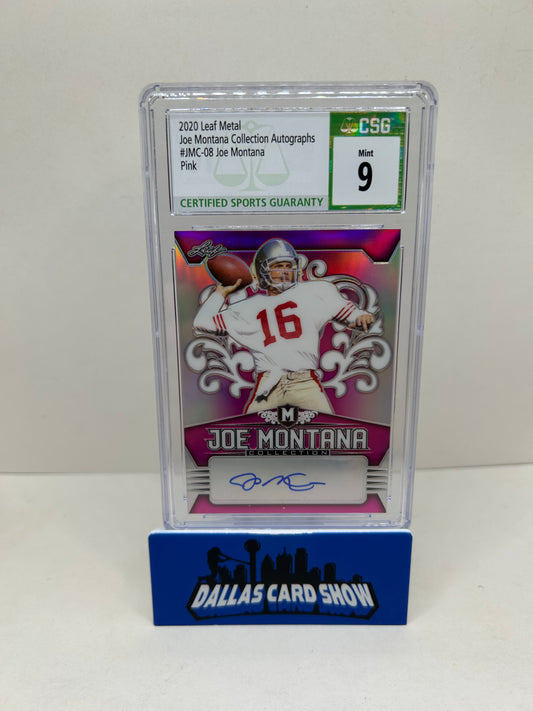 2020 Leaf Metal
Joe Montana Collection Autographs
#JMC-08 Joe Montana
Pink
CERTIFIED SPORTS GUARANTY
CSG
Mint
9
Leaf
16
M
JOE MONTANA
COLLECTION
DALLAS CARD SHOW